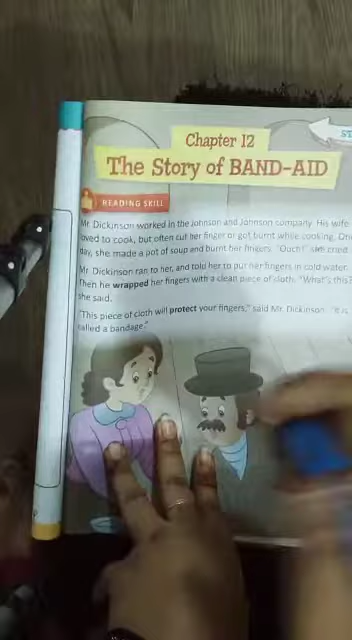 Chapter 12
ST
The Story of BAND-AID
READING SKILL
Mr Dickinson worked in the Johnson and Johnson company. His wife
loved to cook, but often cut her finger or got burnt while cooking. One
day, she made a pot of soup and burnt her fingers. "Ouch!" she cried.
Mr Dickinson ran to her, and told her to put her fingers in cold water.
Then he wrapped her fingers with a clean piece of cloth. "What's this?"
she said.
"This piece of cloth will protect your fingers," said Mr. Dickinson. "It is
called a bandage."